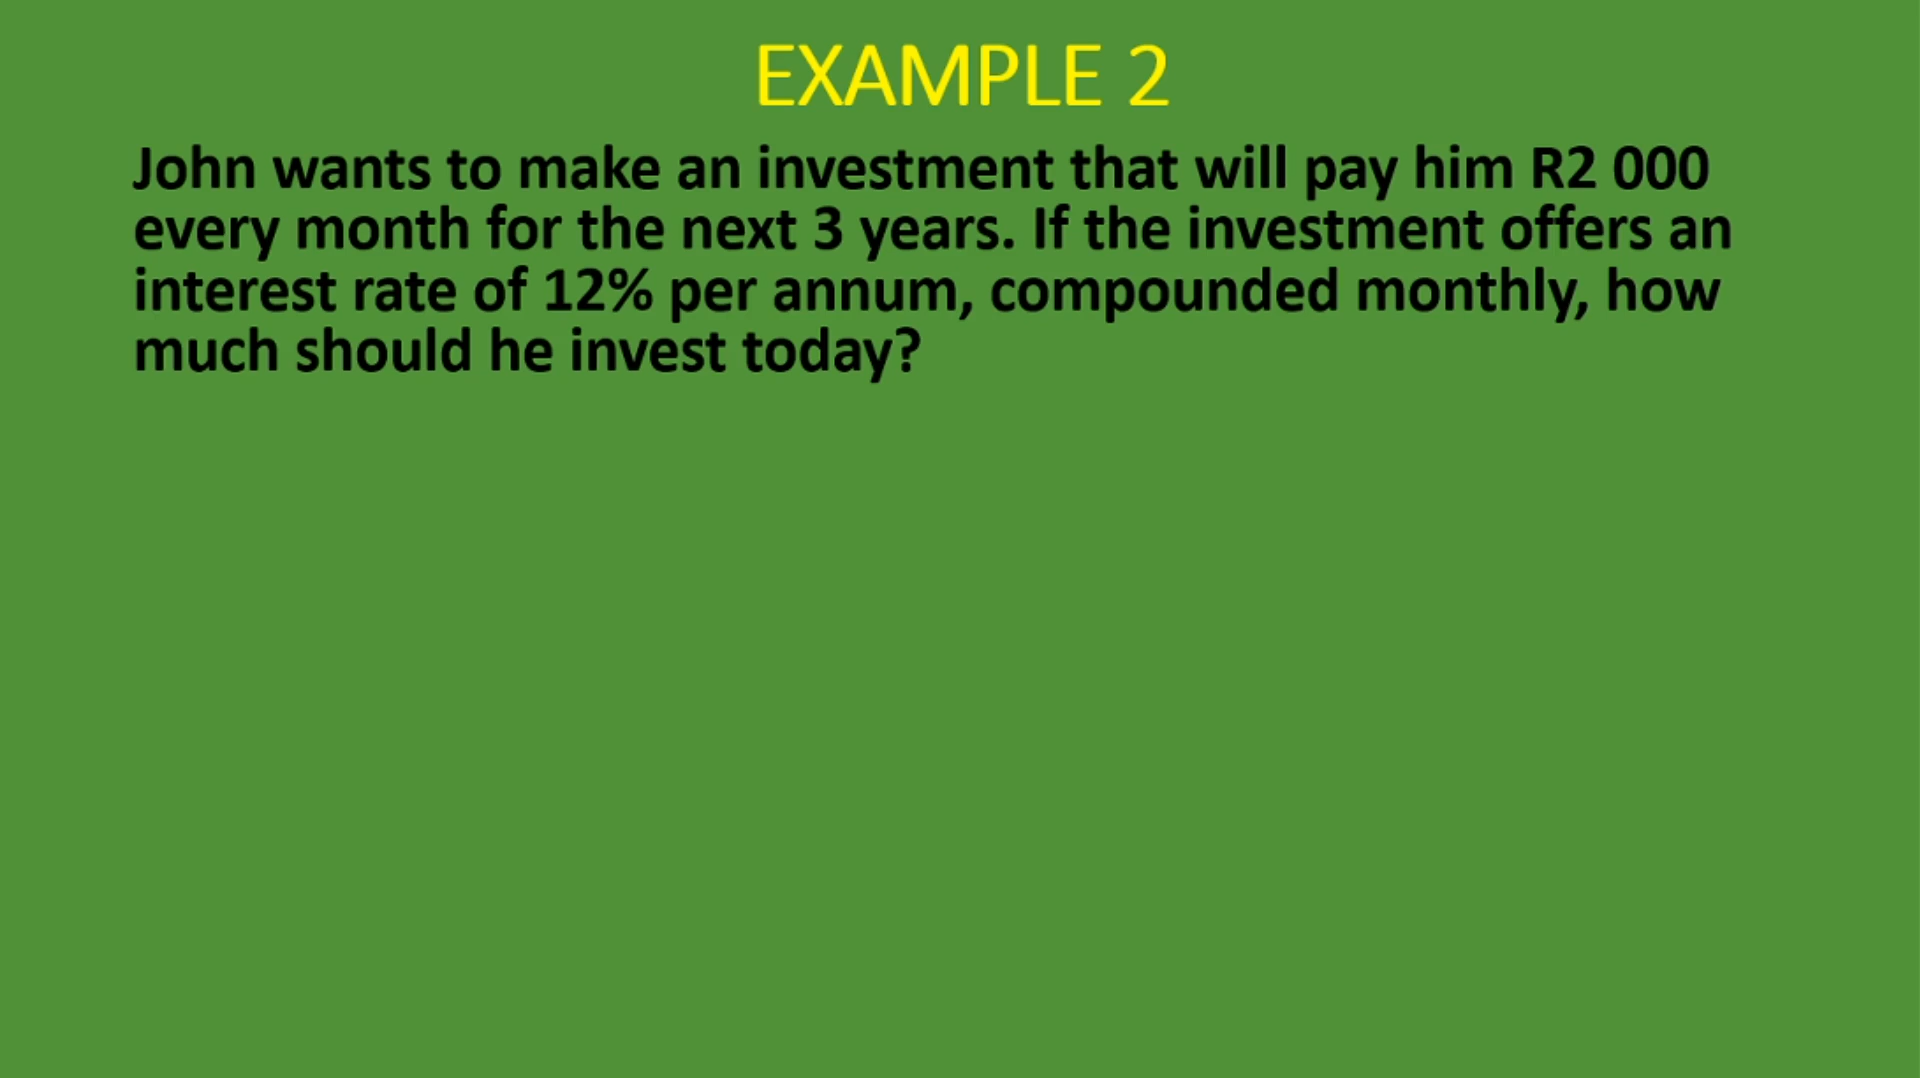 EXAMPLE 2
John wants to make an investment that will pay him R2 000
every month for the next 3 years. If the investment offers an
interest rate of 12% per annum, compounded monthly, how
much should he invest today?